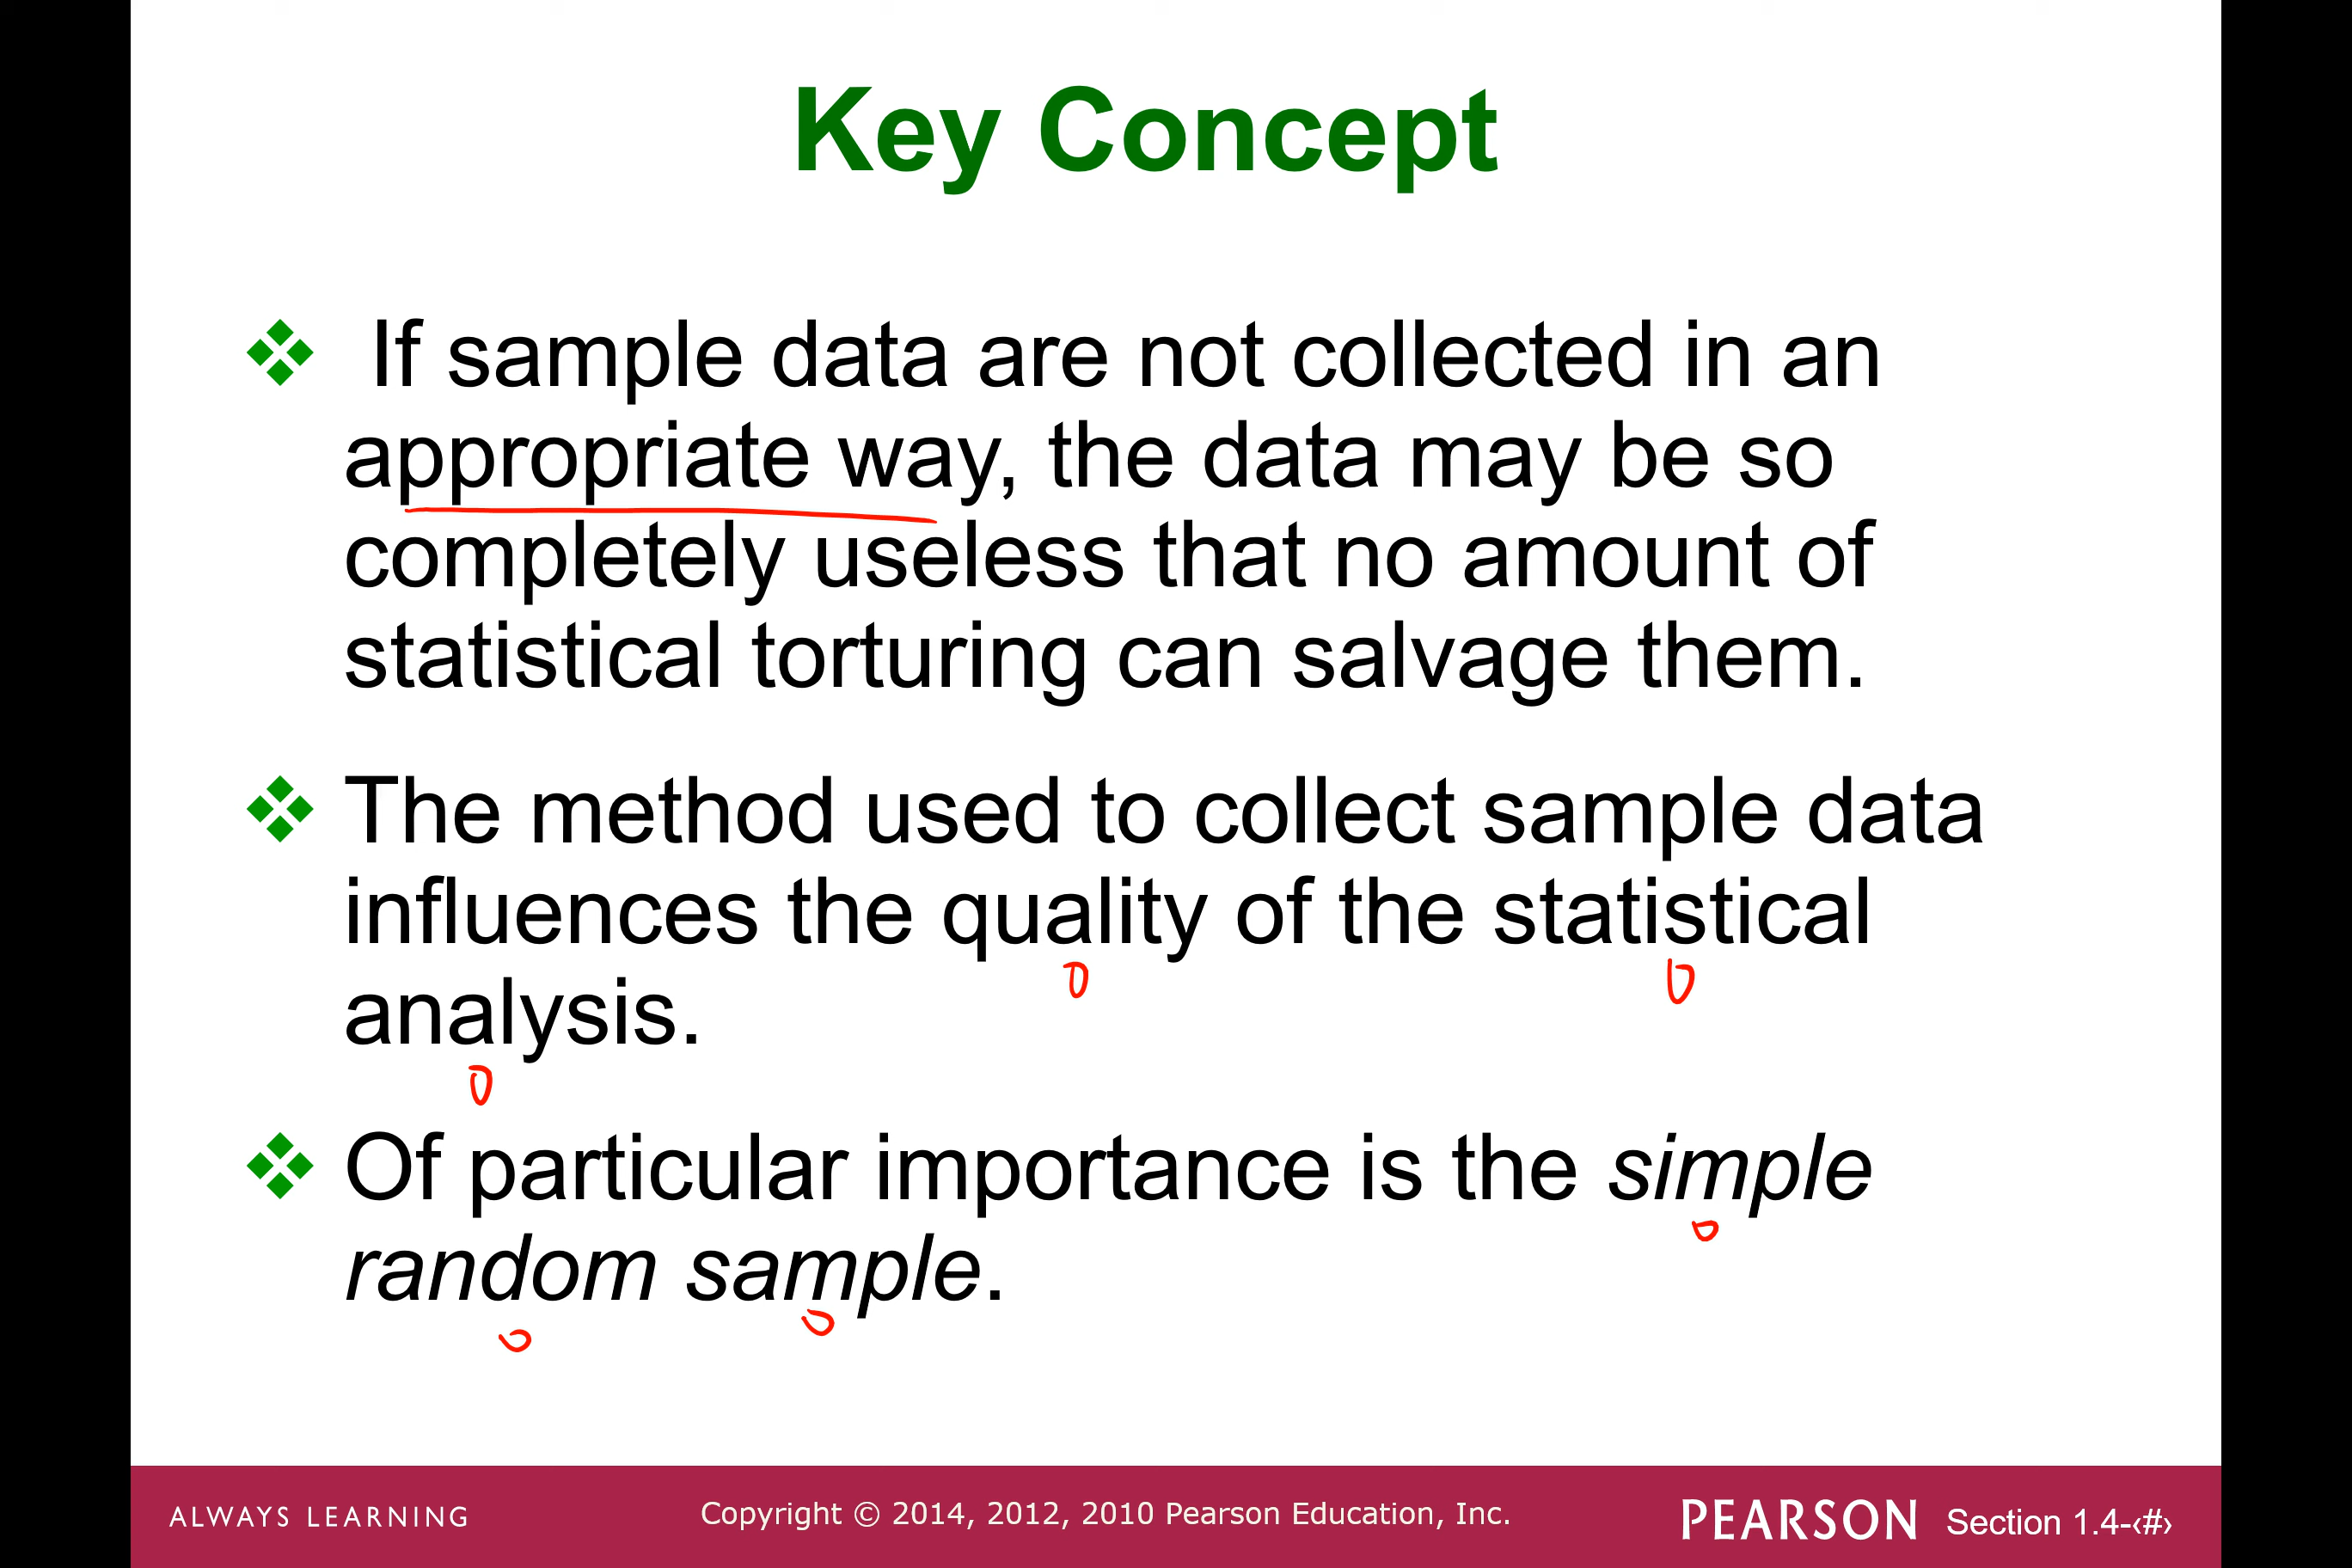 Key Concept
If sample data are not collected in an
appropriate way, the data may be so
completely useless that no amount of
statistical torturing can salvage them.
The method used to collect sample data
influences the quality of the statistical
analysis.
Of particular importance is the simple
random sample.
ALWAYS LEARNING
Copyright © 2014, 2012, 2010 Pearson Education, Inc.
PEARSON
Section 1.4-‹#›